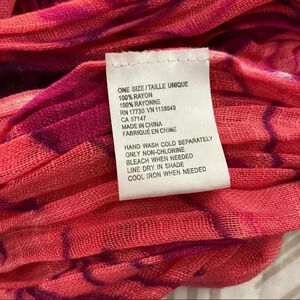 ONE SIZE/TAILLE UNIQUE
100% RAYON
100% RAYONNE
RN 17730 VN 1138049
CA 57147
MADE IN CHINA
FABRIQUÉ EN CHINE
HAND WASH COLD SEPARATELY
ONLY NON-CHLORINE
BLEACH WHEN NEEDED
LINE DRY IN SHADE
COOL IRON WHEN NEEDED